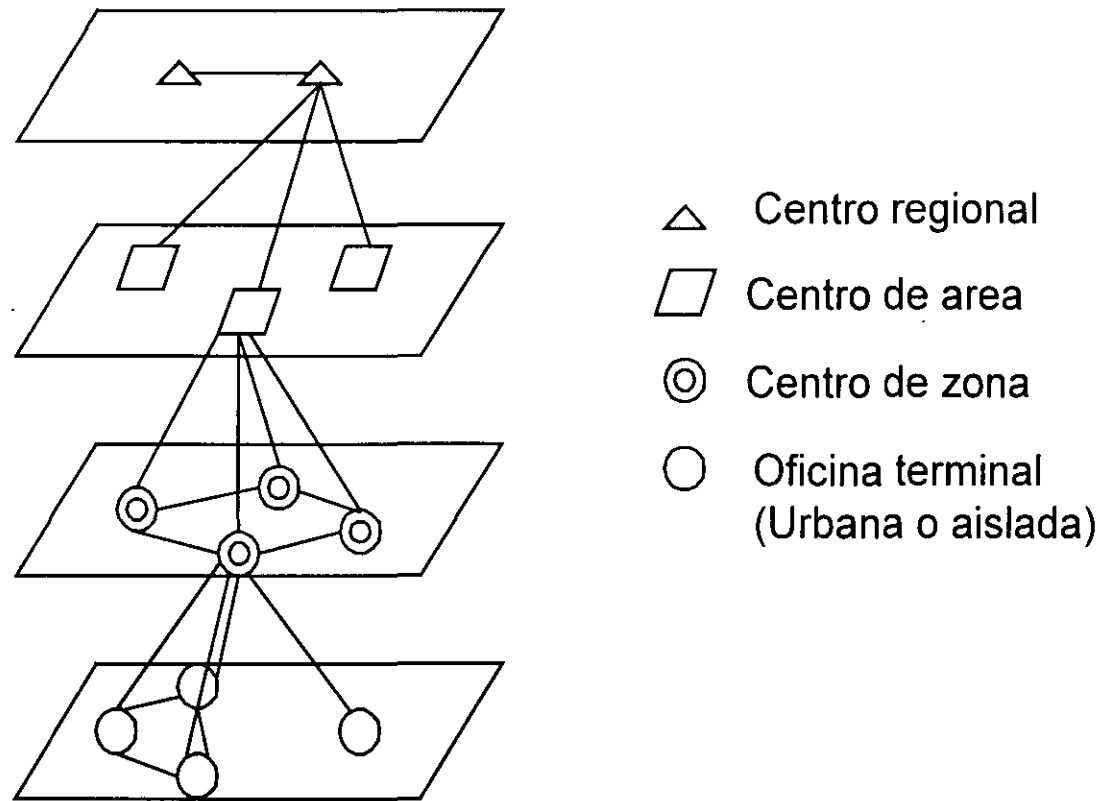 Centro regional
Centro de area
Centro de zona
Oficina terminal
(Urbana o aislada)